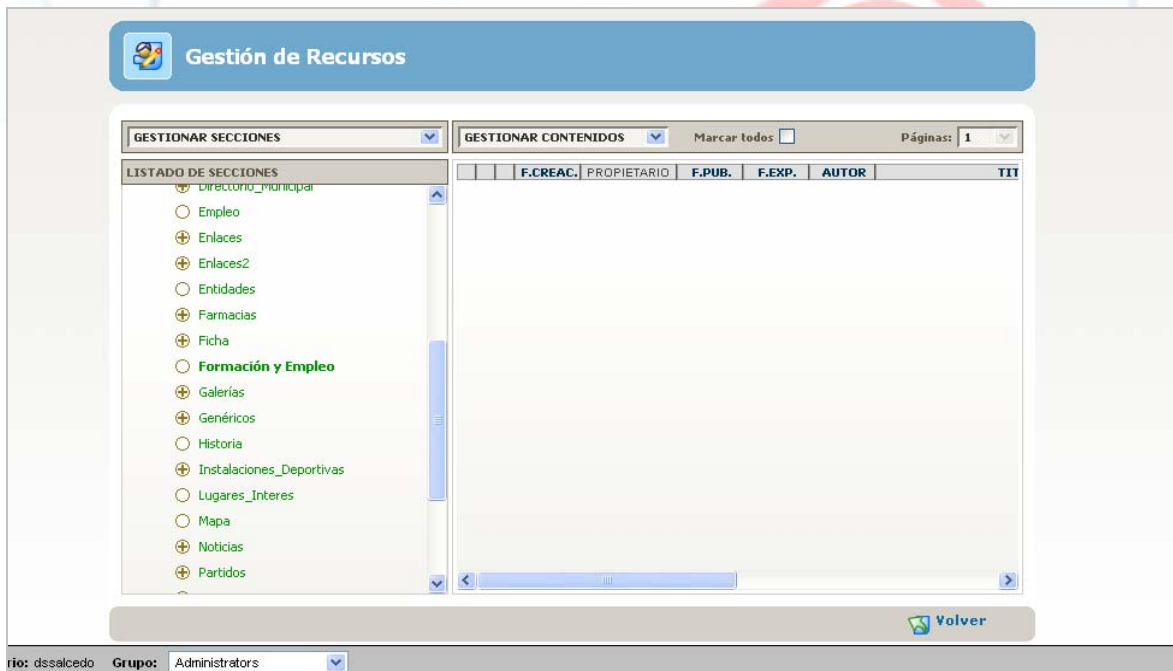 Gestión de Recursos
GESTIONAR SECCIONES
GESTIONAR CONTENIDOS Marcar todos Páginas: 1
LISTADO DE SECCIONES
F.CREAC. PROPIETARIO F.PUB. F.EXP. AUTOR TIT
Directorio_Municipal
Empleo
Enlaces
Enlaces2
Entidades
Farmacias
Ficha
Formación y Empleo
Galerías
Genéricos
Historia
Instalaciones_Deportivas
Lugares_Interes
Mapa
Noticias
Partidos
Volver
rio: dssalcedo Grupo: Administrators